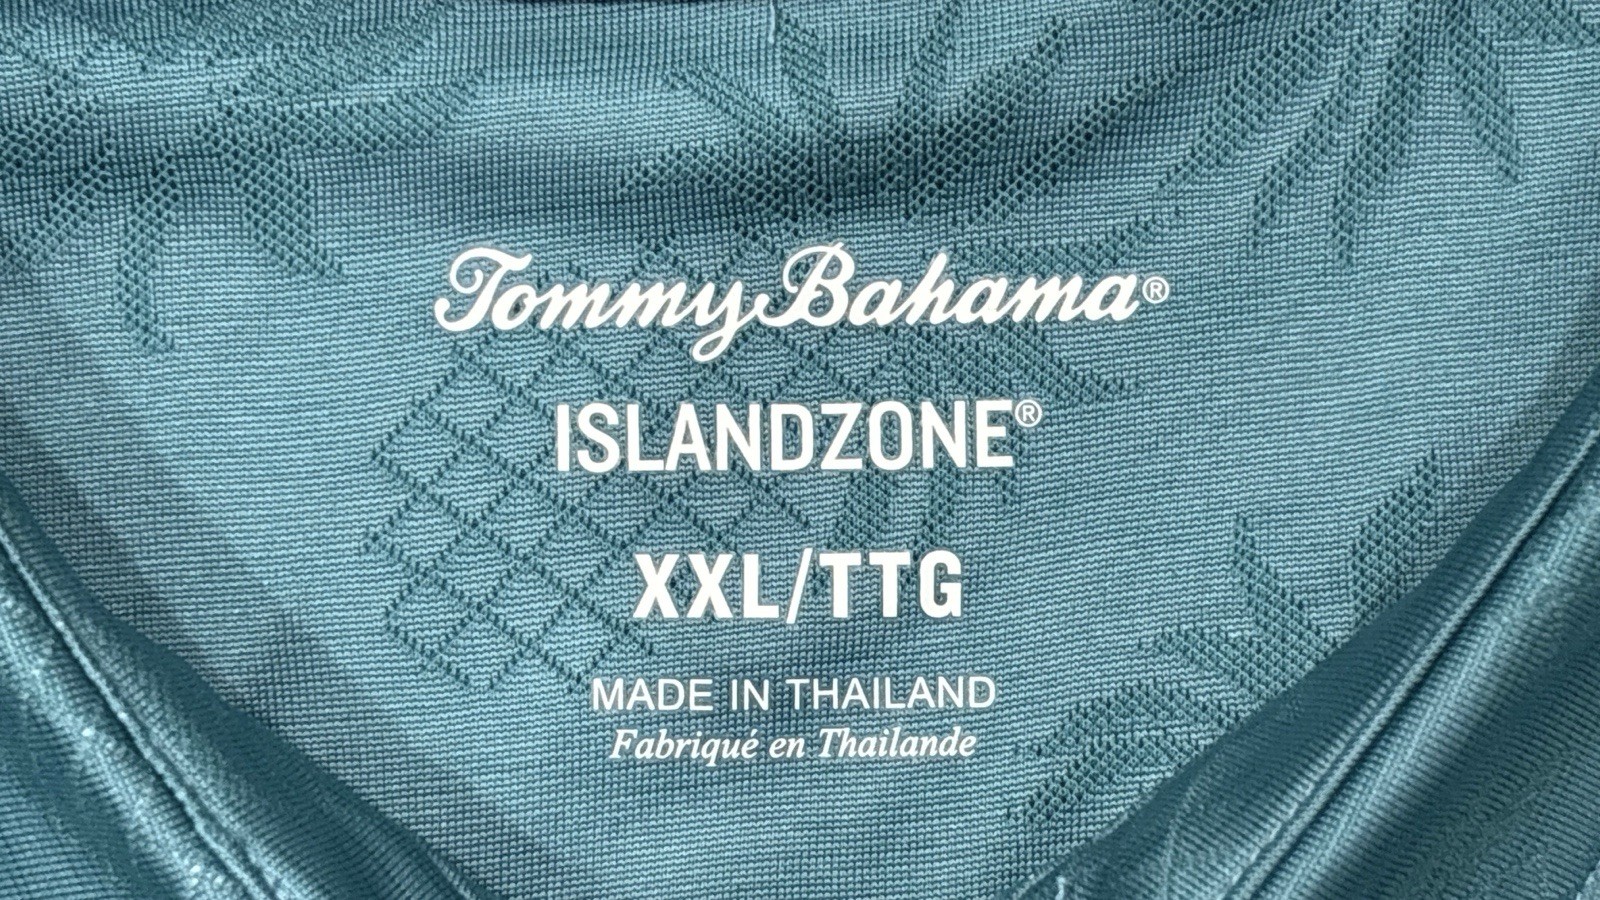 Tommy Bahama®
ISLANDZONE®
XXL/TTG
MADE IN THAILAND
Fabriqué en Thailande